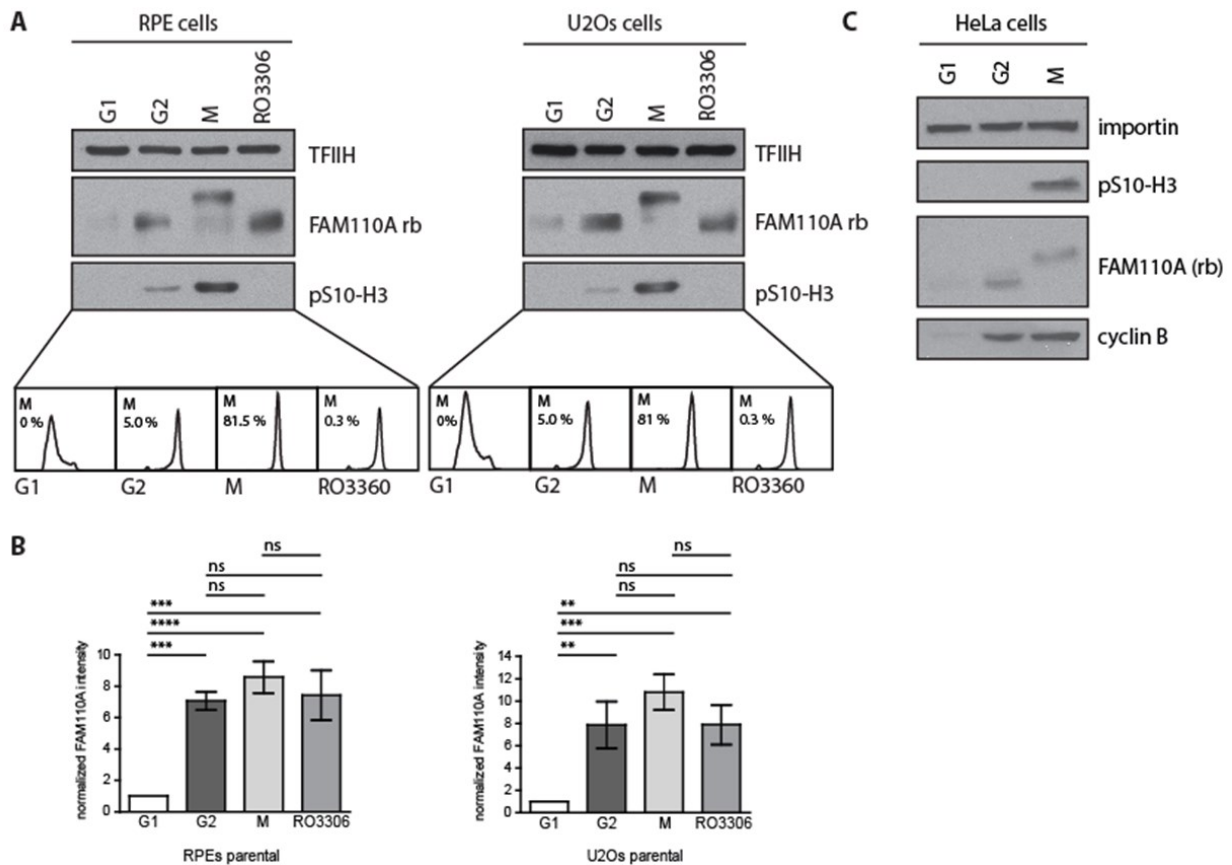 A
RPE cells
G1 G2 M RO3306
TFIIH
FAM110A rb
pS10-H3
M
0 %
M
5.0 %
M
81.5 %
M
0.3 %
G1 G2 M RO3360
U2Os cells
G1 G2 M RO3306
TFIIH
FAM110A rb
pS10-H3
M
0%
M
5.0 %
M
81 %
M
0.3 %
G1 G2 M RO3360
C
HeLa cells
G1 G2 M
importin
pS10-H3
FAM110A (rb)
cyclin B
B
ns
ns
ns
***
****
***
normalized FAM110A intensity
10
8
6
4
2
0
G1 G2 M RO3306
RPEs parental
ns
ns
ns
**
***
**
normalized FAM110A intensity
14
12
10
8
6
4
2
0
G1 G2 M RO3306
U2Os parental